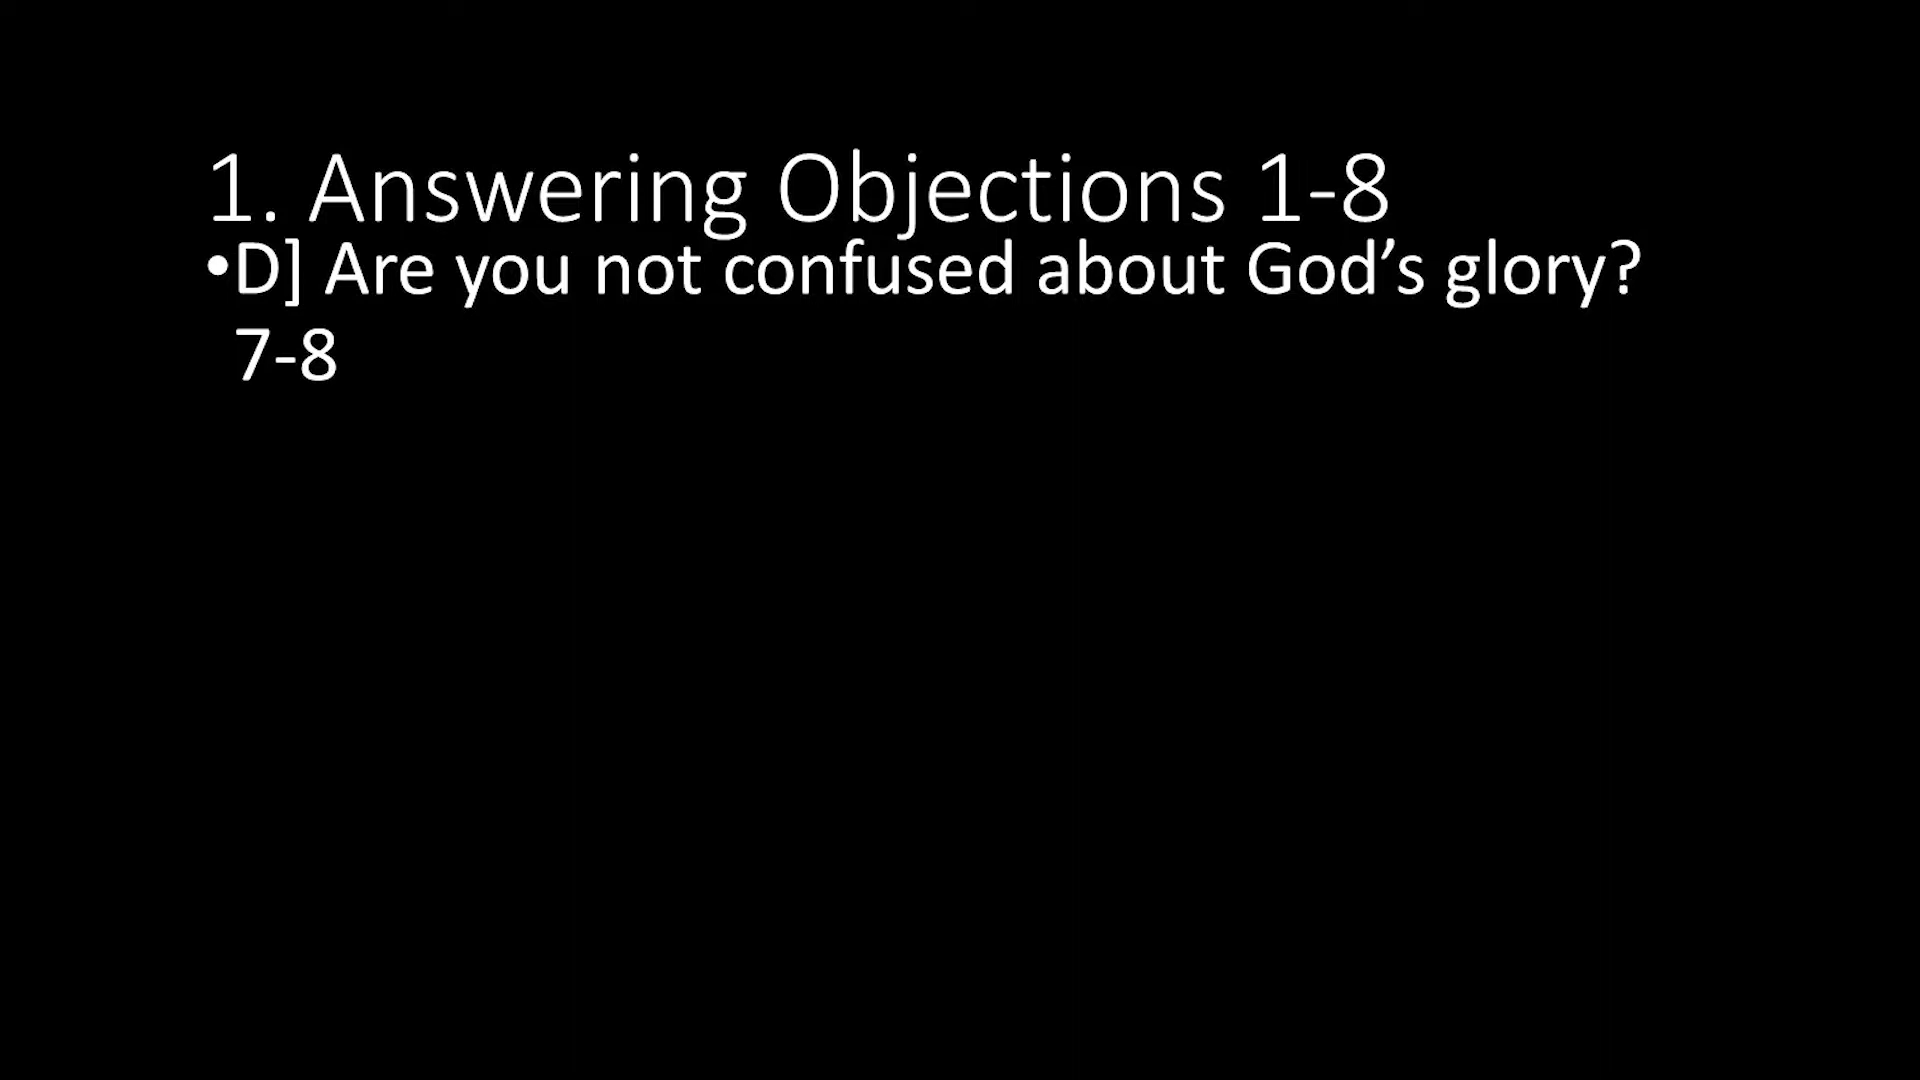 1. Answering Objections 1-8
•D] Are you not confused about God’s glory?
7-8